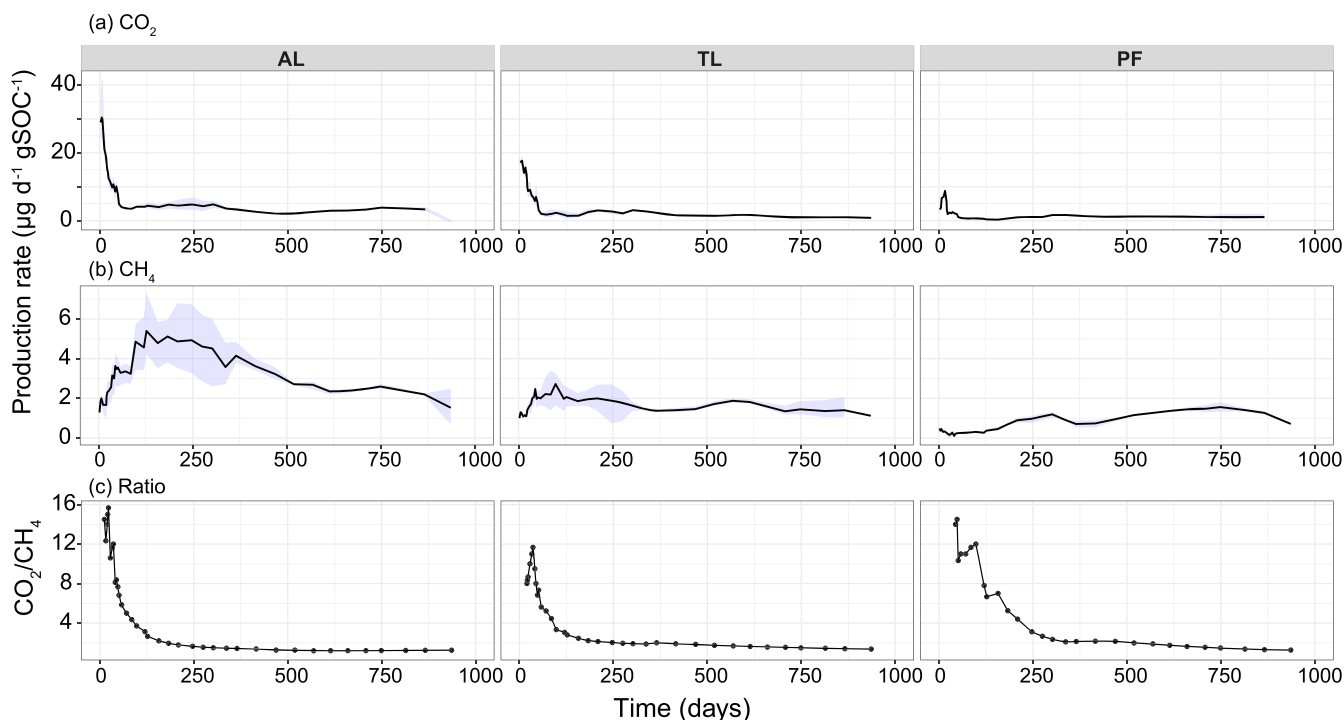 (a) CO₂
AL TL PF
40
20
0
0 250 500 750 1000 0 250 500 750 1000 0 250 500 750 1000
(b) CH₄
6
4
2
0
0 250 500 750 1000 0 250 500 750 1000 0 250 500 750 1000
Production rate (µg d⁻¹ gSOC⁻¹)
(c) Ratio
16
12
8
4
CO₂/CH₄
0 250 500 750 1000 0 250 500 750 1000 0 250 500 750 1000
Time (days)